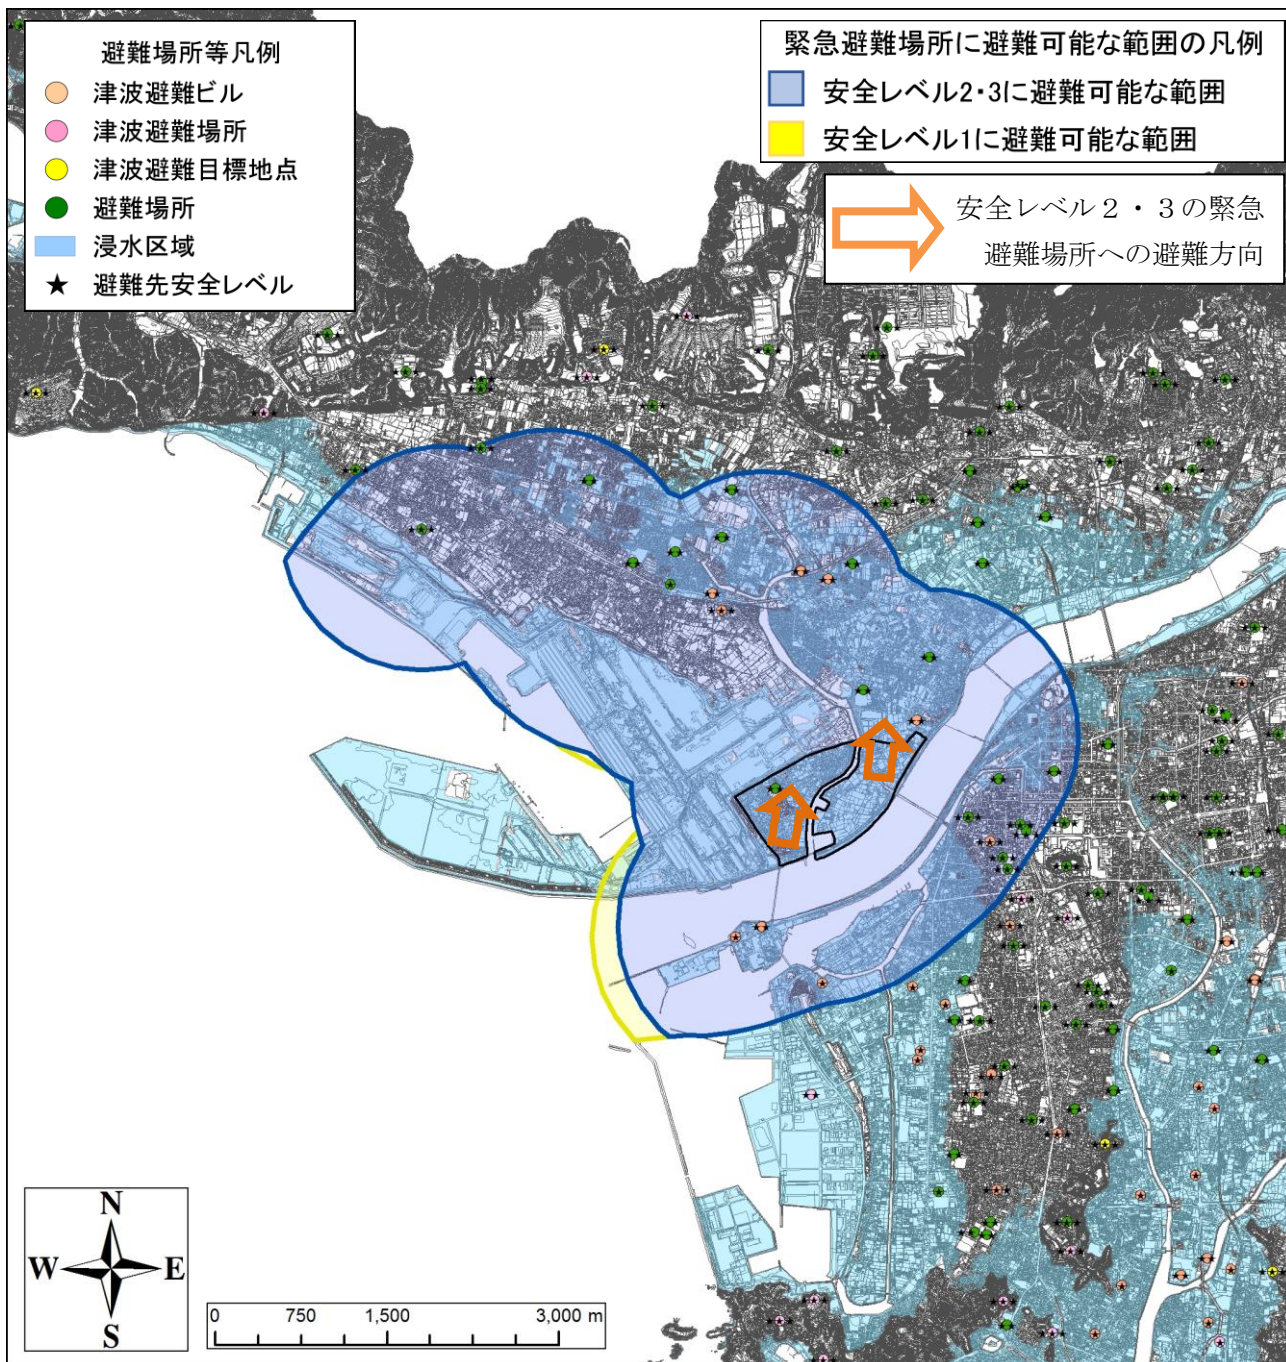 避難場所等凡例
津波避難ビル
津波避難場所
津波避難目標地点
避難場所
浸水区域
★ 避難先安全レベル
緊急避難場所に避難可能な範囲の凡例
安全レベル2・3に避難可能な範囲
安全レベル1に避難可能な範囲
安全レベル２・３の緊急
避難場所への避難方向
N
W E
S
0 750 1,500 3,000 m